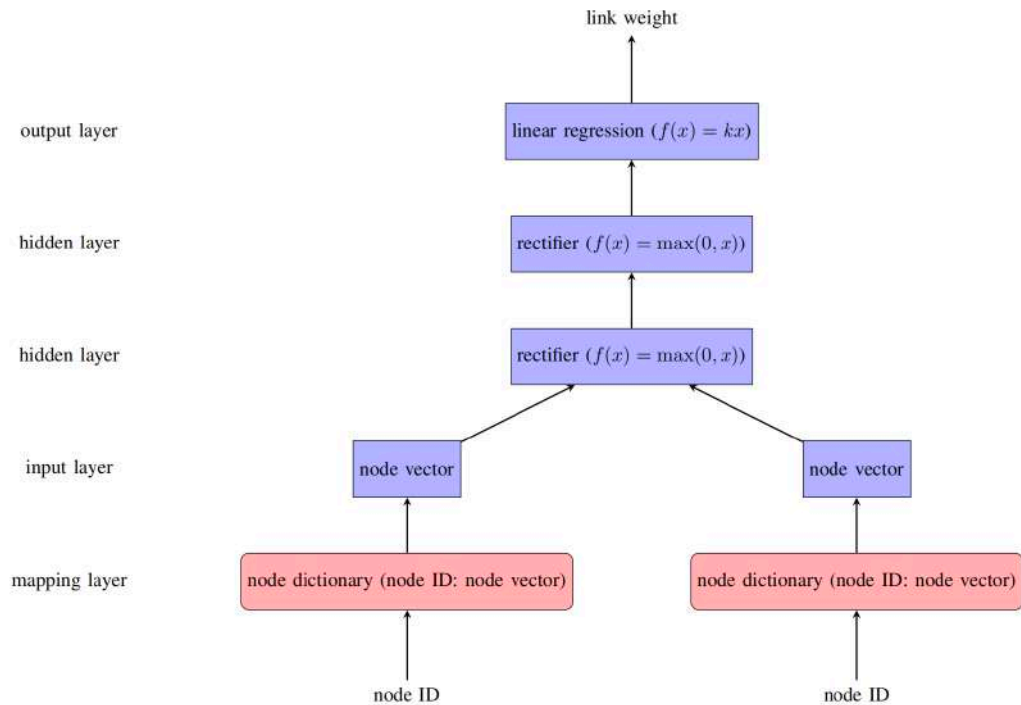 link weight
output layer
linear regression (f(x) = kx)
hidden layer
rectifier (f(x) = max(0, x))
hidden layer
rectifier (f(x) = max(0, x))
input layer
node vector
node vector
mapping layer
node dictionary (node ID: node vector)
node dictionary (node ID: node vector)
node ID
node ID